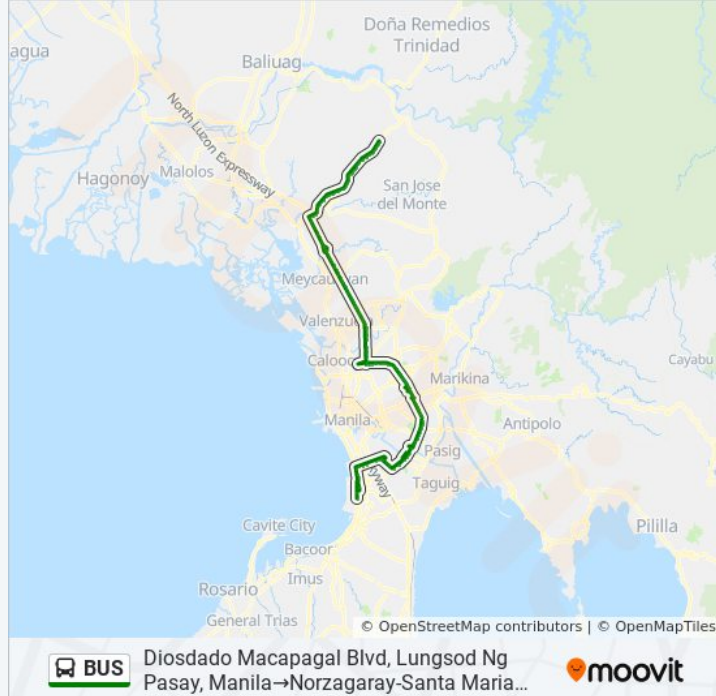 Doña Remedios
Trinidad
agua
Baliuag
North Luzon Expressway
Hagonoy
Malolos
San Jose
del Monte
Meycauayan
Valenzuela
Caloocan
Marikina
Cayabu
Manila
Antipolo
Pasig
Skyway
Taguig
Cavite City
Pililla
Bacoor
Imus
Rosario
General Trias
© OpenStreetMap contributors | © OpenMapTiles
BUS
Diosdado Macapagal Blvd, Lungsod Ng
Pasay, Manila→Norzagaray-Santa Maria...
moovit